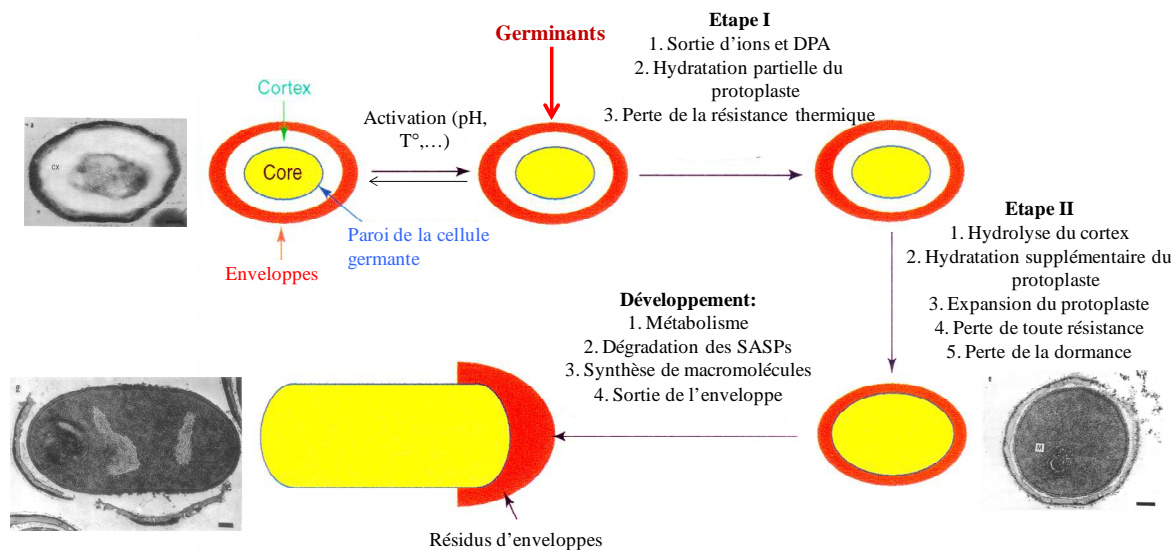 Germinants
Etape I
1. Sortie d'ions et DPA
2. Hydratation partielle du
protoplaste
3. Perte de la résistance thermique
Cortex
Activation (pH,
T°,…)
cx
Core
Paroi de la cellule
germante
Enveloppes
Etape II
1. Hydrolyse du cortex
2. Hydratation supplémentaire du
protoplaste
3. Expansion du protoplaste
4. Perte de toute résistance
5. Perte de la dormance
Développement:
1. Métabolisme
2. Dégradation des SASPs
3. Synthèse de macromolécules
4. Sortie de l'enveloppe
M
Résidus d'enveloppes